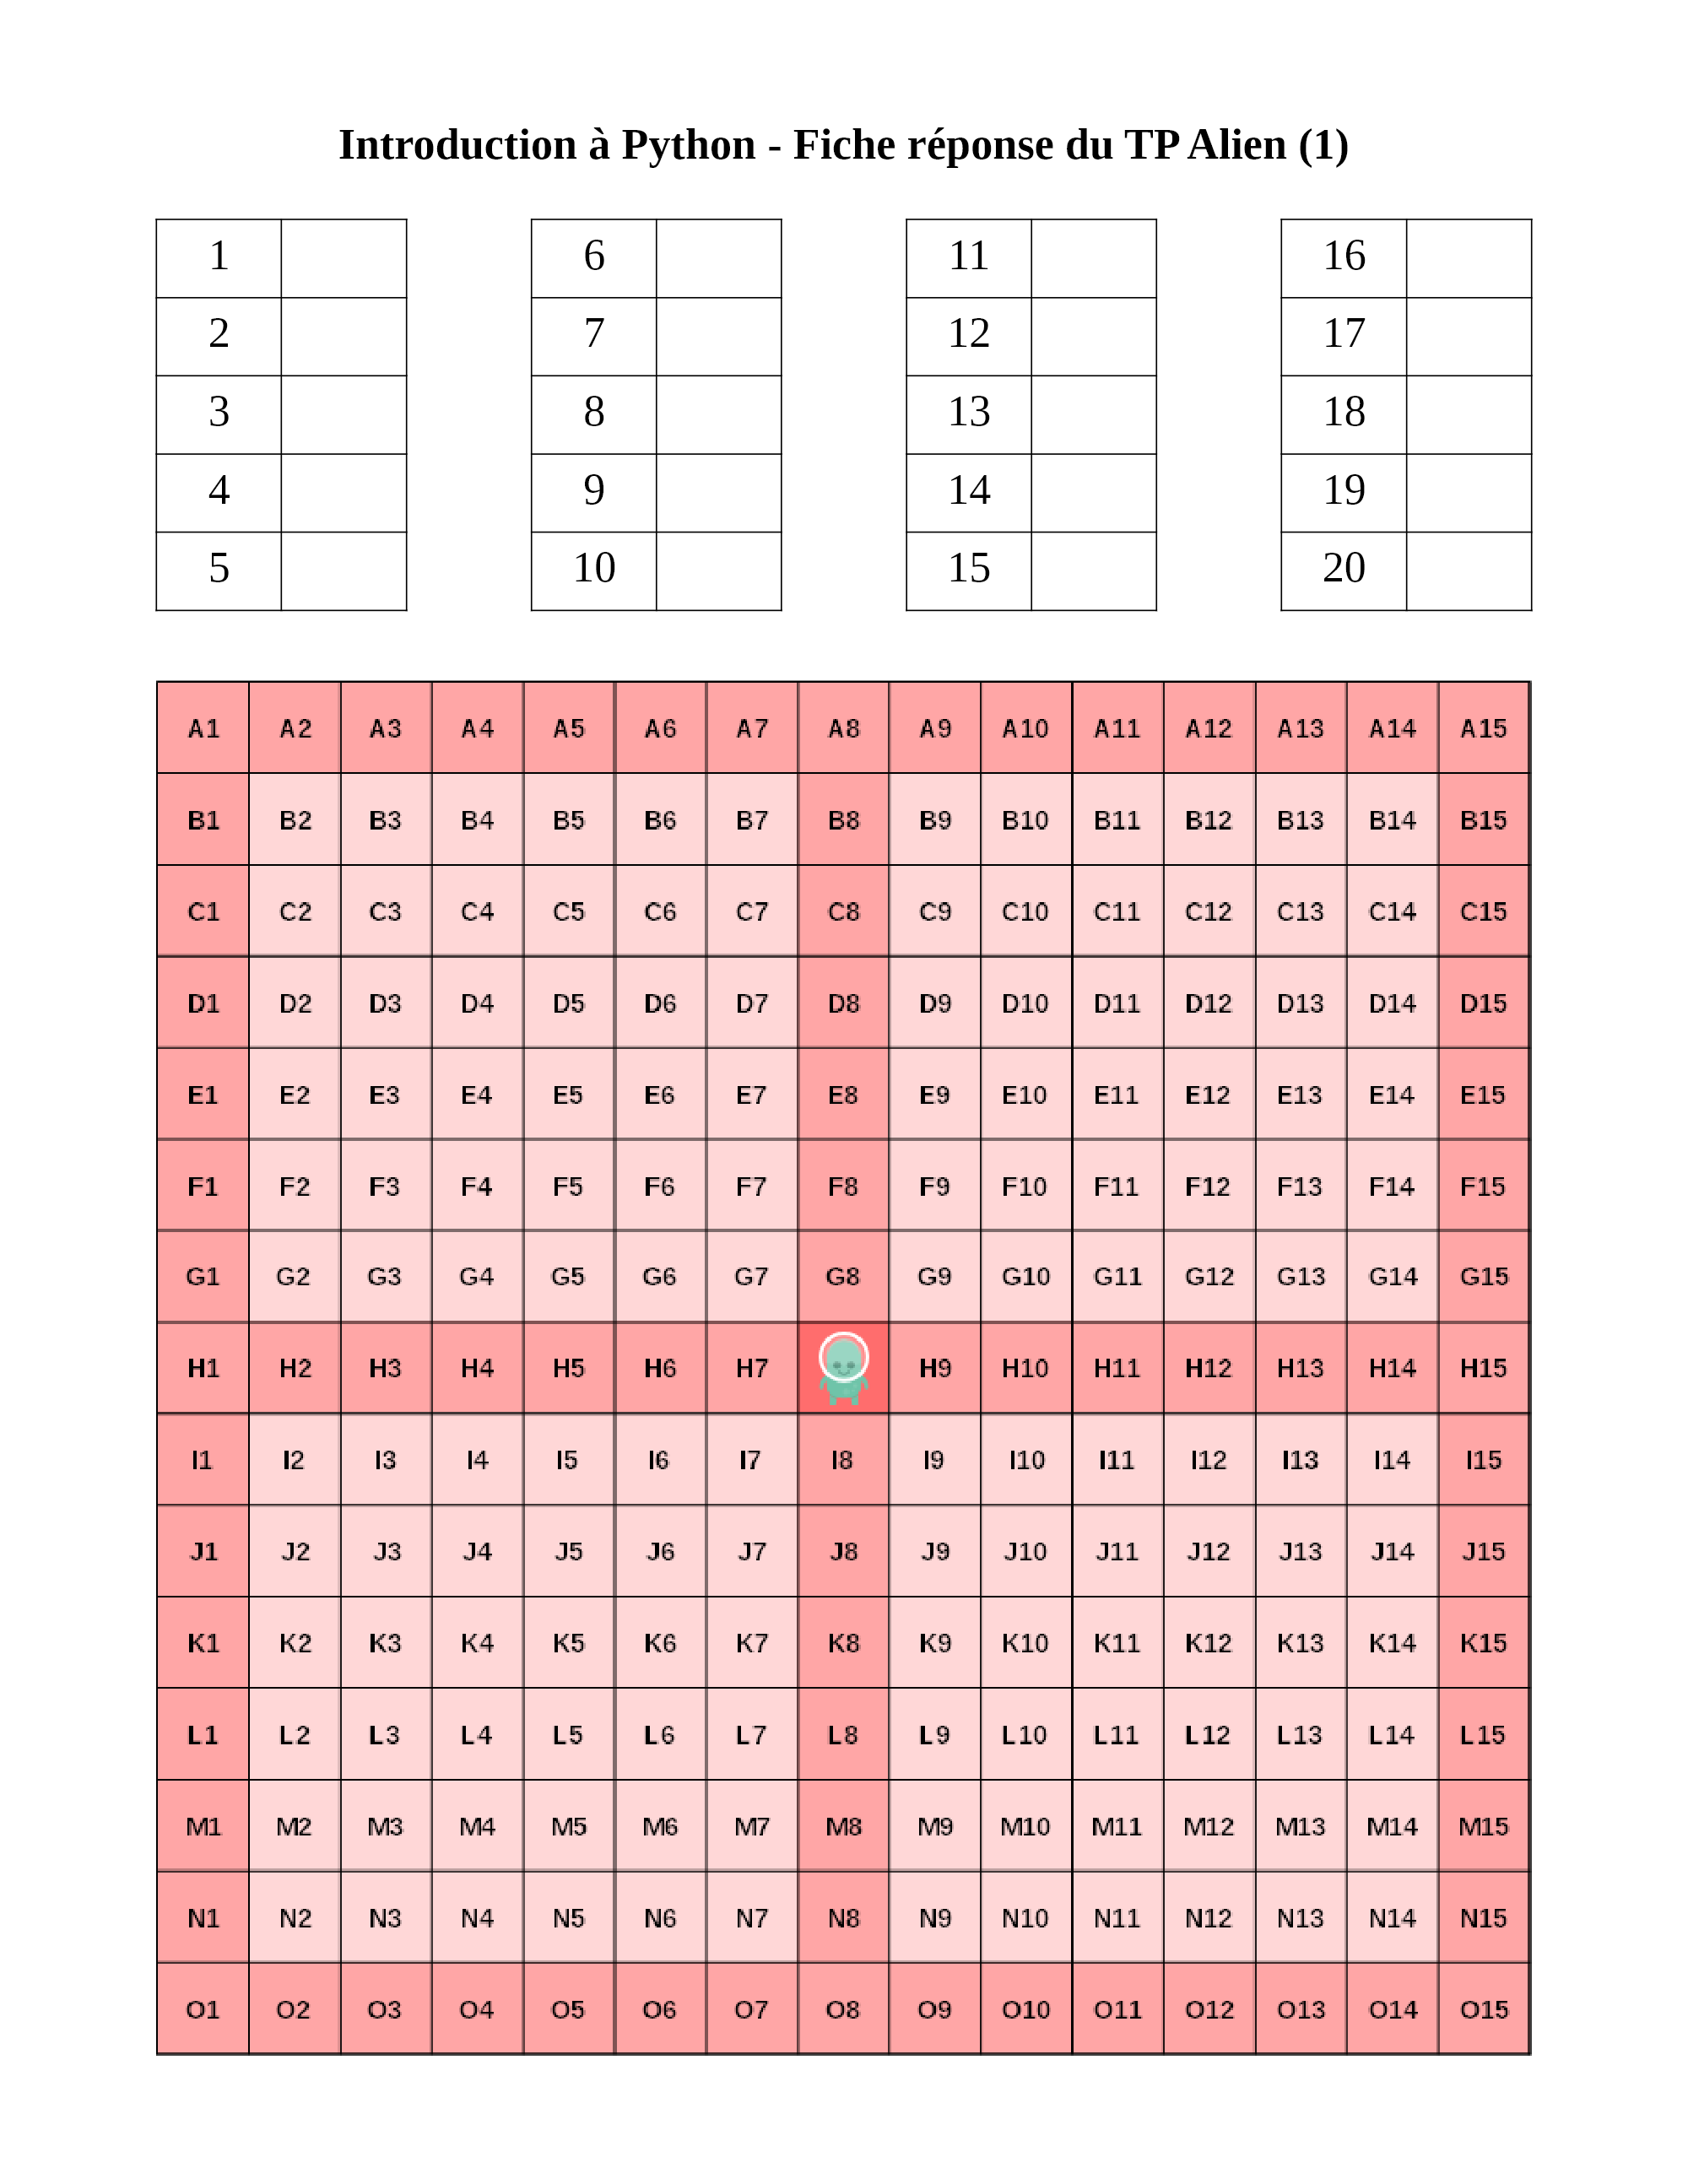 Introduction à Python - Fiche réponse du TP Alien (1)
1 6 11 16
2 7 12 17
3 8 13 18
4 9 14 19
5 10 15 20
A1 A2 A3 A4 A5 A6 A7 A8 A9 A10 A11 A12 A13 A14 A15
B1 B2 B3 B4 B5 B6 B7 B8 B9 B10 B11 B12 B13 B14 B15
C1 C2 C3 C4 C5 C6 C7 C8 C9 C10 C11 C12 C13 C14 C15
D1 D2 D3 D4 D5 D6 D7 D8 D9 D10 D11 D12 D13 D14 D15
E1 E2 E3 E4 E5 E6 E7 E8 E9 E10 E11 E12 E13 E14 E15
F1 F2 F3 F4 F5 F6 F7 F8 F9 F10 F11 F12 F13 F14 F15
G1 G2 G3 G4 G5 G6 G7 G8 G9 G10 G11 G12 G13 G14 G15
H1 H2 H3 H4 H5 H6 H7 H9 H10 H11 H12 H13 H14 H15
I1 I2 I3 I4 I5 I6 I7 I8 I9 I10 I11 I12 I13 I14 I15
J1 J2 J3 J4 J5 J6 J7 J8 J9 J10 J11 J12 J13 J14 J15
K1 K2 K3 K4 K5 K6 K7 K8 K9 K10 K11 K12 K13 K14 K15
L1 L2 L3 L4 L5 L6 L7 L8 L9 L10 L11 L12 L13 L14 L15
M1 M2 M3 M4 M5 M6 M7 M8 M9 M10 M11 M12 M13 M14 M15
N1 N2 N3 N4 N5 N6 N7 N8 N9 N10 N11 N12 N13 N14 N15
O1 O2 O3 O4 O5 O6 O7 O8 O9 O10 O11 O12 O13 O14 O15